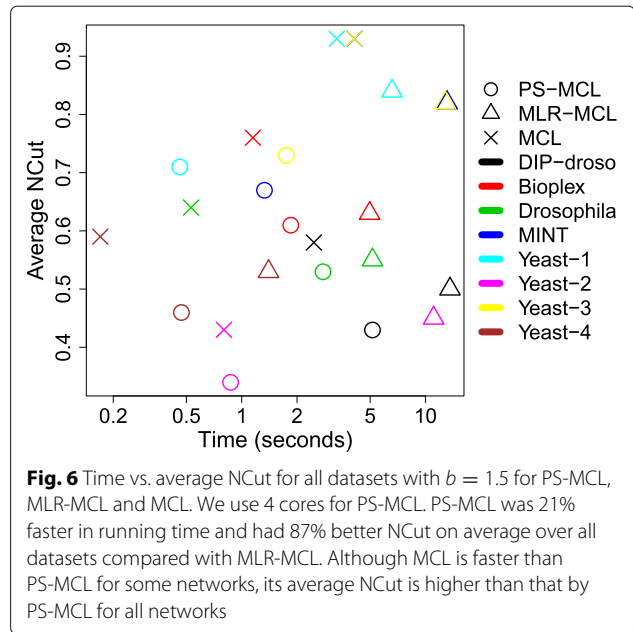 Average NCut
0.9
0.8
0.7
0.6
0.5
0.4
0.2 0.5 1 2 5 10
Time (seconds)
PS−MCL
MLR−MCL
MCL
DIP−droso
Bioplex
Drosophila
MINT
Yeast−1
Yeast−2
Yeast−3
Yeast−4
Fig. 6 Time vs. average NCut for all datasets with b = 1.5 for PS-MCL,
MLR-MCL and MCL. We use 4 cores for PS-MCL. PS-MCL was 21%
faster in running time and had 87% better NCut on average over all
datasets compared with MLR-MCL. Although MCL is faster than
PS-MCL for some networks, its average NCut is higher than that by
PS-MCL for all networks